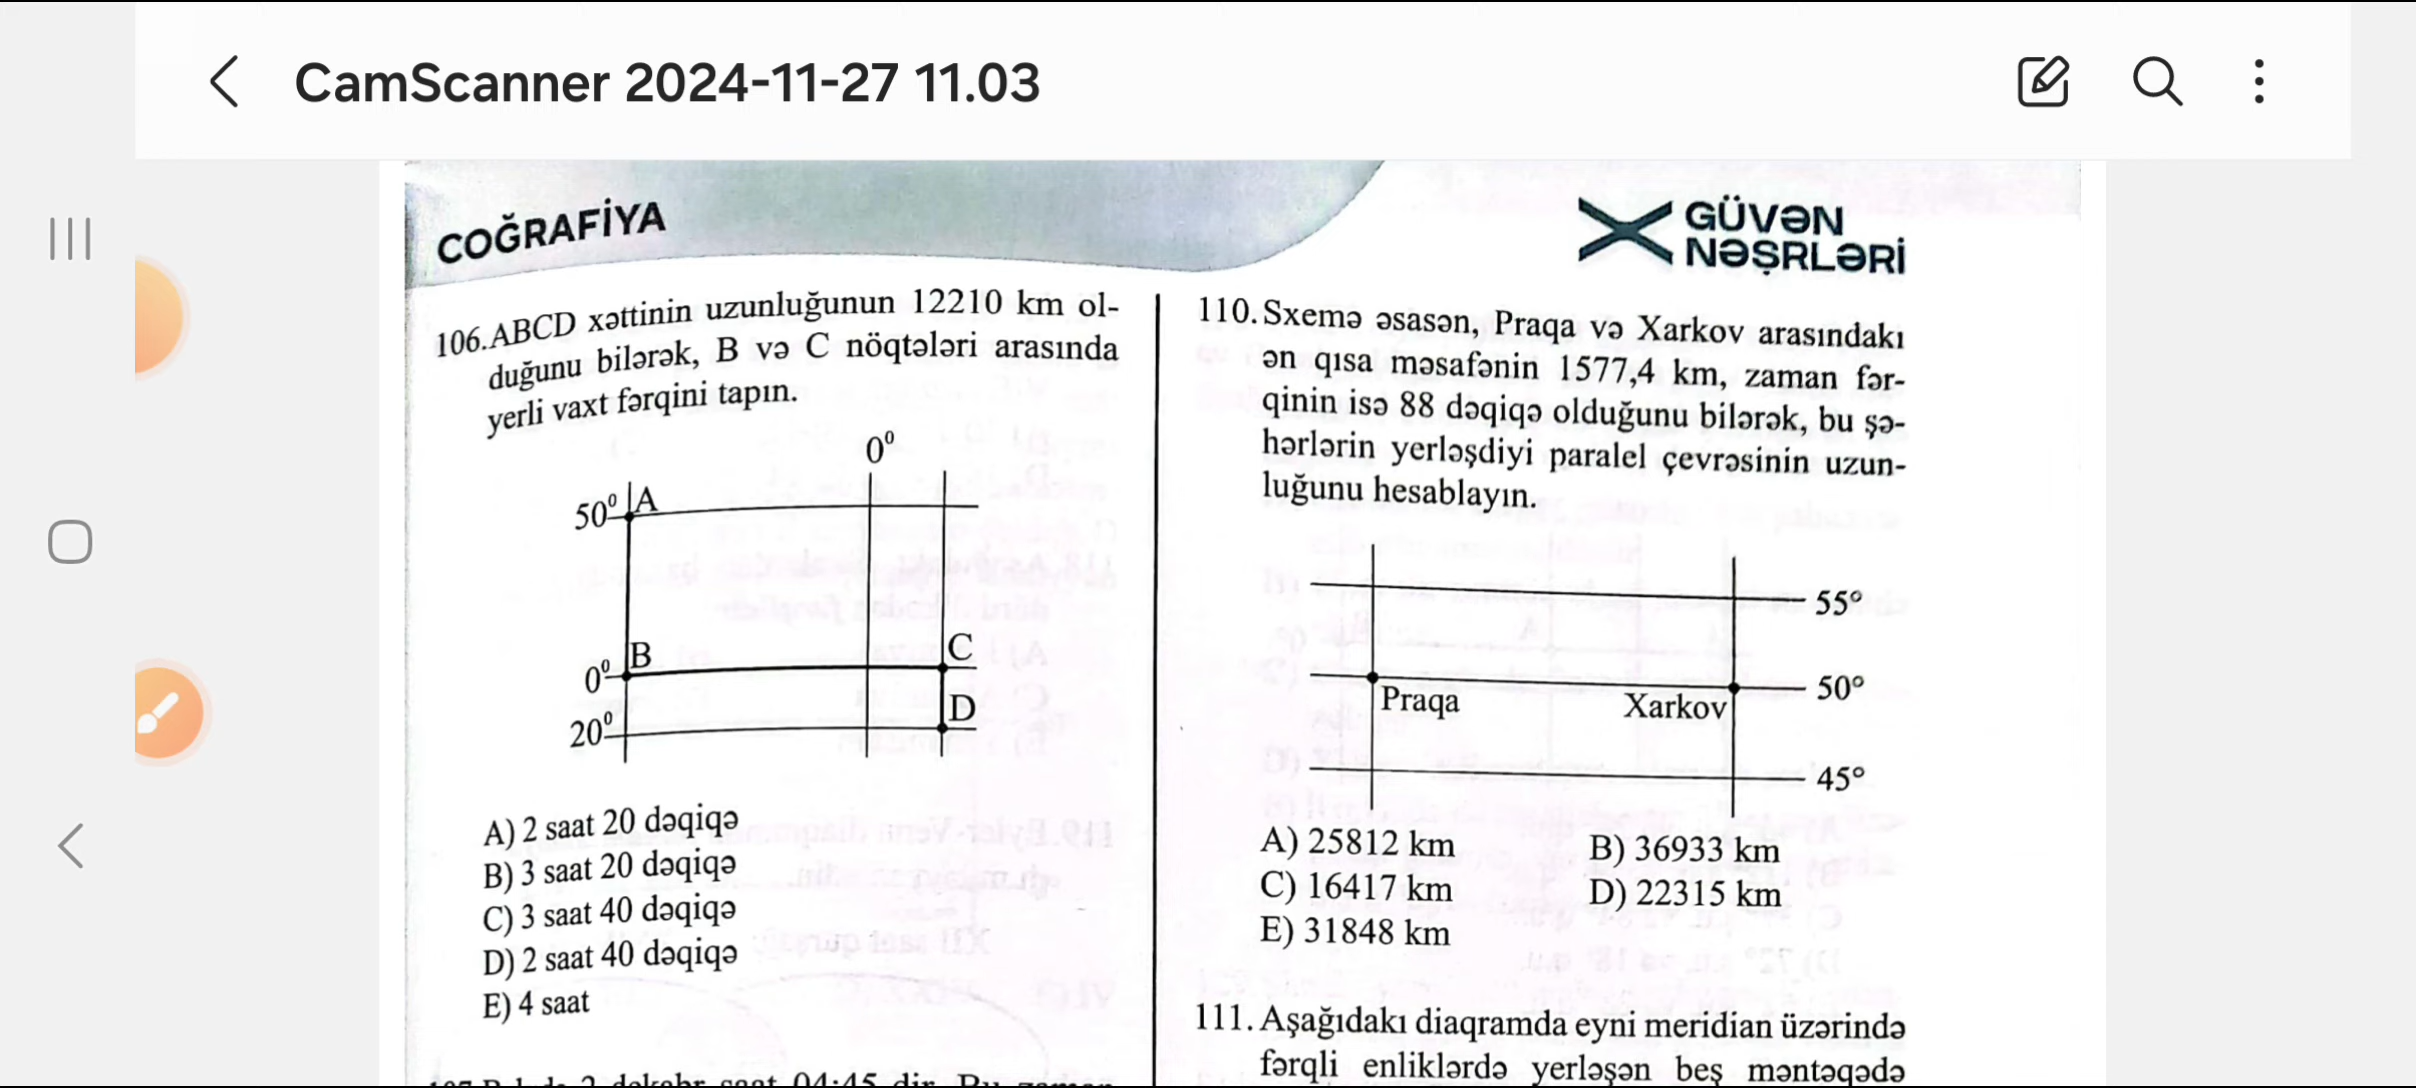 CamScanner 2024-11-27 11.03
COĞRAFİYA
GÜVƏN
NƏŞRLƏRİ
106.ABCD xəttinin uzunluğunun 12210 km ol-
duğunu bilərək, B və C nöqtələri arasında
yerli vaxt fərqini tapın.
0⁰
50⁰ A
0⁰ B
C
20⁰
D
A) 2 saat 20 dəqiqə
B) 3 saat 20 dəqiqə
C) 3 saat 40 dəqiqə
D) 2 saat 40 dəqiqə
E) 4 saat
110. Sxemə əsasən, Praqa və Xarkov arasındakı
ən qısa məsafənin 1577,4 km, zaman fər-
qinin isə 88 dəqiqə olduğunu bilərək, bu şə-
hərlərin yerləşdiyi paralel çevrəsinin uzun-
luğunu hesablayın.
55°
50°
Praqa
Xarkov
45°
A) 25812 km
B) 36933 km
C) 16417 km
D) 22315 km
E) 31848 km
111. Aşağıdakı diaqramda eyni meridian üzərində
fərqli enliklərdə yerləşən beş məntəqədə